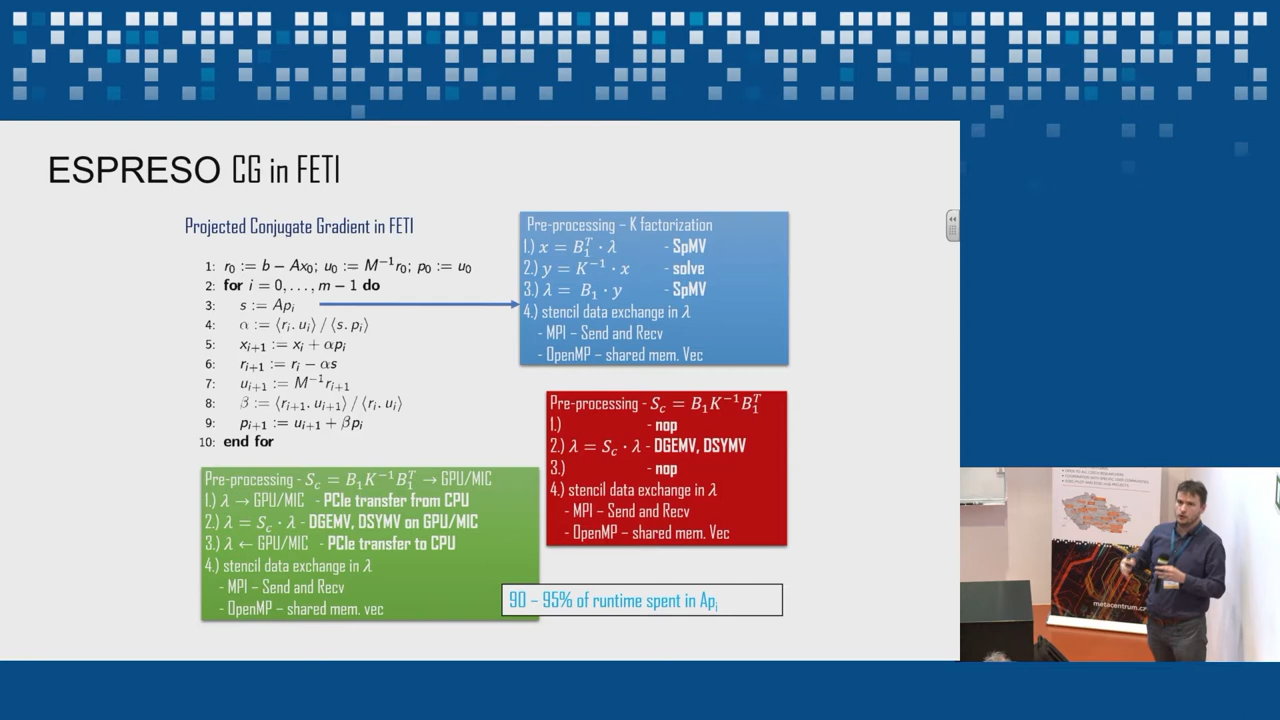 ESPRESO CG in FETI
Projected Conjugate Gradient in FETI
1: r₀ := b − Ax₀; u₀ := M⁻¹r₀; p₀ := u₀
2: for i = 0, . . . , m − 1 do
3: s := Apᵢ
4: α := ⟨rᵢ, uᵢ⟩ / ⟨s, pᵢ⟩
5: xᵢ₊₁ := xᵢ + αpᵢ
6: rᵢ₊₁ := rᵢ − αs
7: uᵢ₊₁ := M⁻¹rᵢ₊₁
8: β := ⟨rᵢ₊₁, uᵢ₊₁⟩ / ⟨rᵢ, uᵢ⟩
9: pᵢ₊₁ := uᵢ₊₁ + βpᵢ
10: end for
Pre-processing – K factorization
1.) x = B₁ᵀ · λ - SpMV
2.) y = K⁻¹ · x - solve
3.) λ = B₁ · y - SpMV
4.) stencil data exchange in λ
- MPI – Send and Recv
- OpenMP – shared mem. Vec
Pre-processing - S_c = B₁K⁻¹B₁ᵀ
1.) - nop
2.) λ = S_c · λ - DGEMV, DSYMV
3.) - nop
4.) stencil data exchange in λ
- MPI – Send and Recv
- OpenMP – shared mem. Vec
Pre-processing - S_c = B₁K⁻¹B₁ᵀ → GPU/MIC
1.) λ → GPU/MIC - PCIe transfer from CPU
2.) λ = S_c · λ - DGEMV, DSYMV on GPU/MIC
3.) λ ← GPU/MIC - PCIe transfer to CPU
4.) stencil data exchange in λ
- MPI – Send and Recv
- OpenMP – shared mem. vec
90 – 95% of runtime spent in Apᵢ
metacentrum.cz